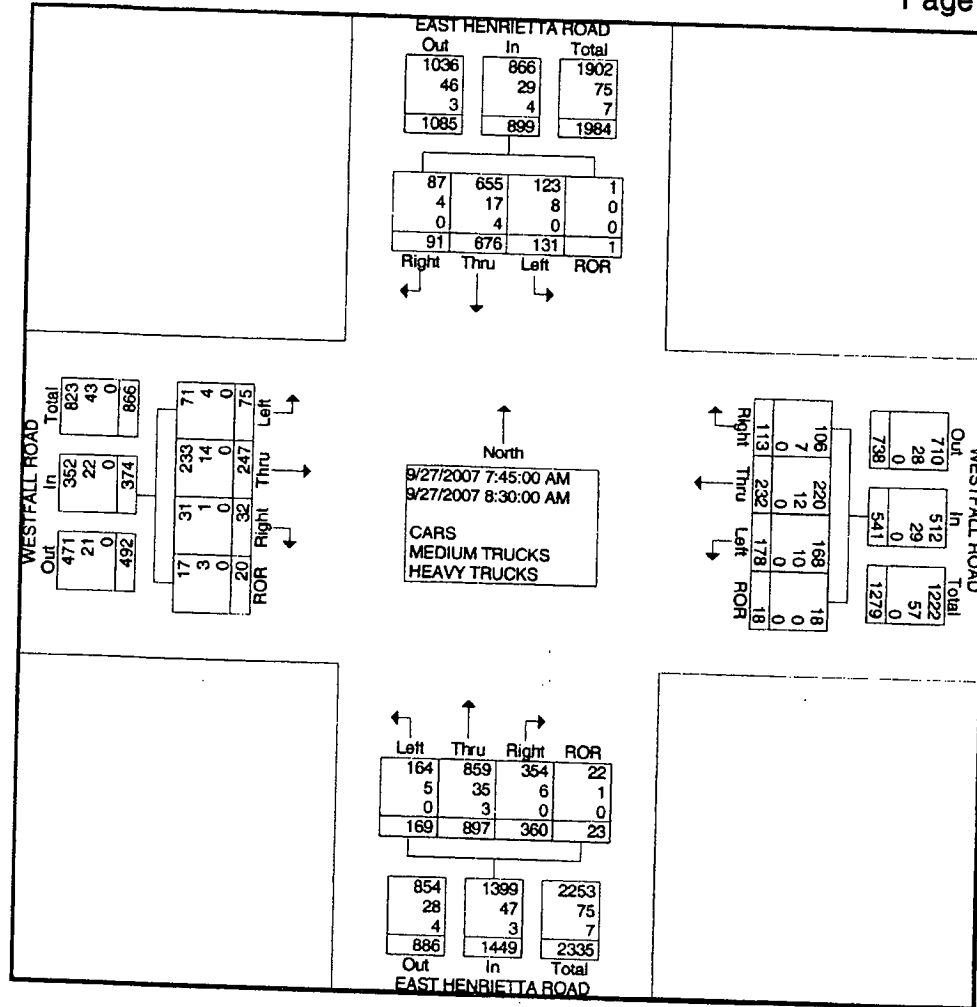 Page
EAST HENRIETTA ROAD
Out In Total
1036 866 1902
46 29 75
3 4 7
1085 899 1984
87 655 123 1
4 17 8 0
0 4 0 0
91 676 131 1
Right Thru Left ROR
WESTFALL ROAD
Total In Out
823 352 471
43 22 21
0 0 0
866 374 492
71 233 31 17
4 14 1 3
0 0 0 0
75 247 32 20
Left Thru Right ROR
North
9/27/2007 7:45:00 AM
9/27/2007 8:30:00 AM
CARS
MEDIUM TRUCKS
HEAVY TRUCKS
WESTFALL ROAD
Out In Total
710 512 1222
28 29 57
0 0 0
738 541 1279
106 220 168 18
7 12 10 0
0 0 0 0
113 232 178 18
Right Thru Left ROR
Left Thru Right ROR
164 859 354 22
5 35 6 1
0 3 0 0
169 897 360 23
854 1399 2253
28 47 75
4 3 7
886 1449 2335
Out In Total
EAST HENRIETTA ROAD